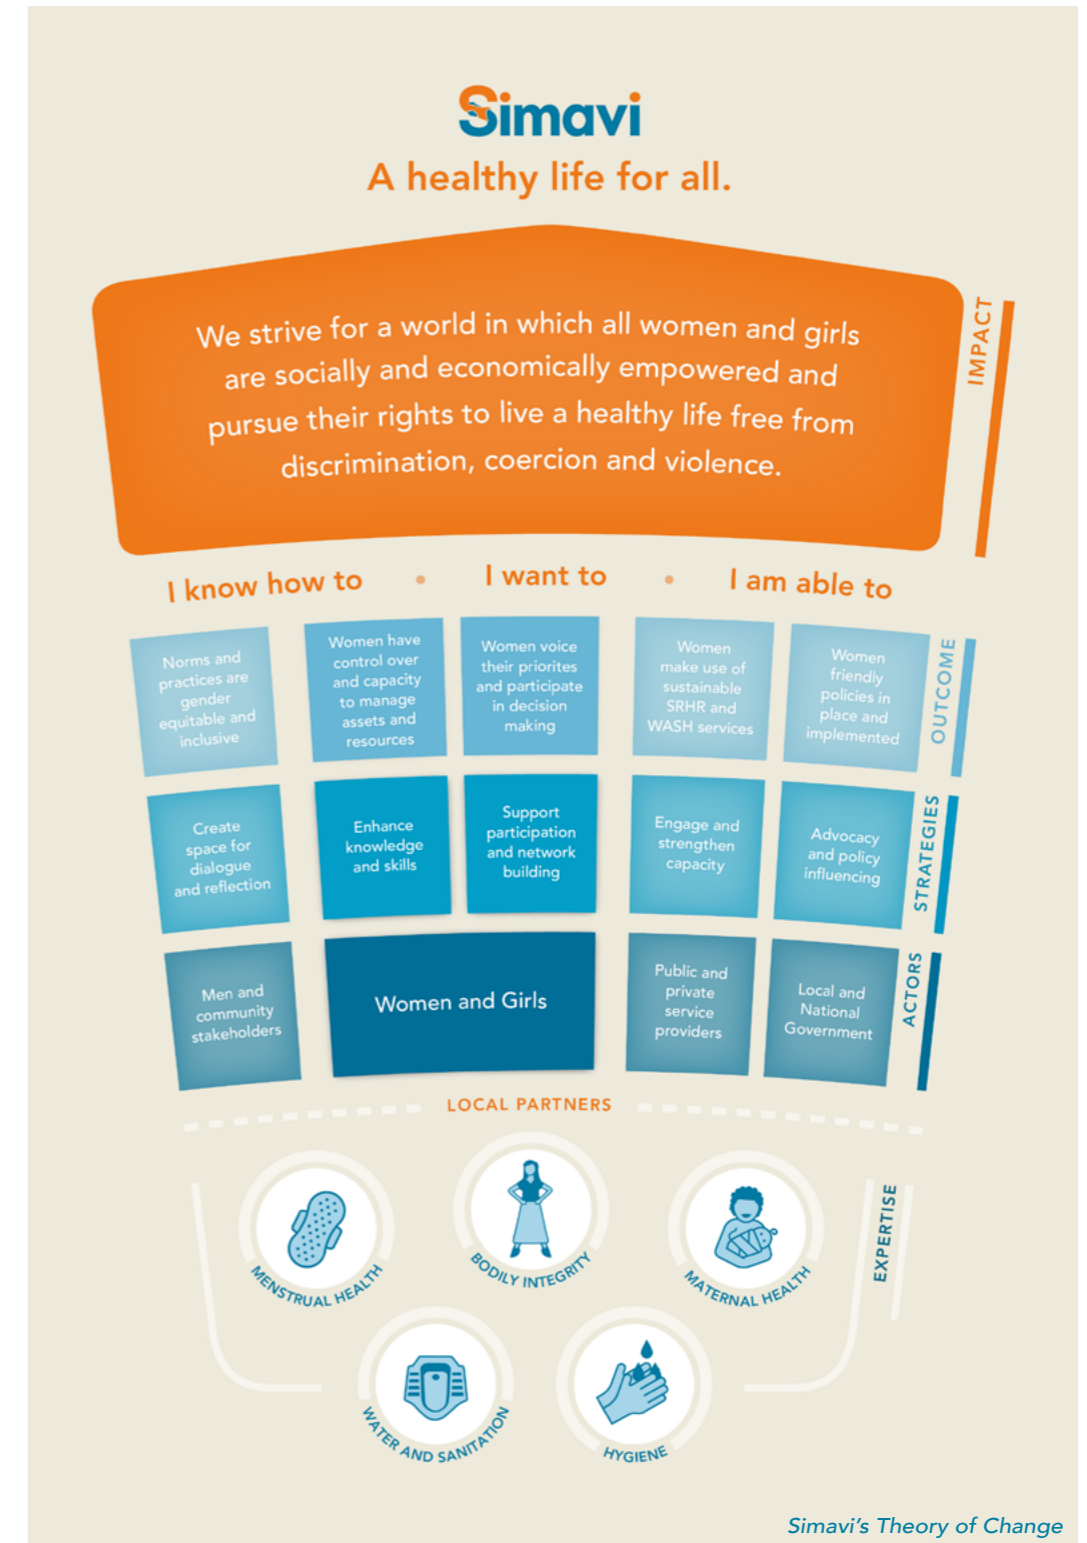 Simavi
A healthy life for all.
We strive for a world in which all women and girls
are socially and economically empowered and
pursue their rights to live a healthy life free from
discrimination, coercion and violence.
IMPACT
I know how to • I want to • I am able to
Norms and
practices are
gender
equitable and
inclusive
Women have
control over
and capacity
to manage
assets and
resources
Women voice
their priorites
and participate
in decision
making
Women
make use of
sustainable
SRHR and
WASH services
Women
friendly
policies in
place and
implemented
OUTCOME
Create
space for
dialogue
and reflection
Enhance
knowledge
and skills
Support
participation
and network
building
Engage and
strengthen
capacity
Advocacy
and policy
influencing
STRATEGIES
Men and
community
stakeholders
Women and Girls
Public and
private
service
providers
Local and
National
Government
ACTORS
LOCAL PARTNERS
MENSTRUAL HEALTH
BODILY INTEGRITY
MATERNAL HEALTH
EXPERTISE
WATER AND SANITATION
HYGIENE
Simavi's Theory of Change